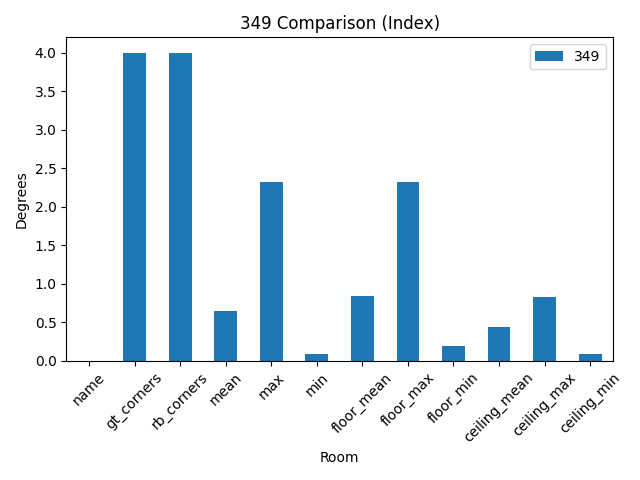 349 Comparison (Index)
349
4.0
3.5
3.0
2.5
2.0
1.5
1.0
0.5
0.0
Degrees
name
gt_corners
rb_corners
mean
max
min
floor_mean
floor_max
floor_min
ceiling_mean
ceiling_max
ceiling_min
Room